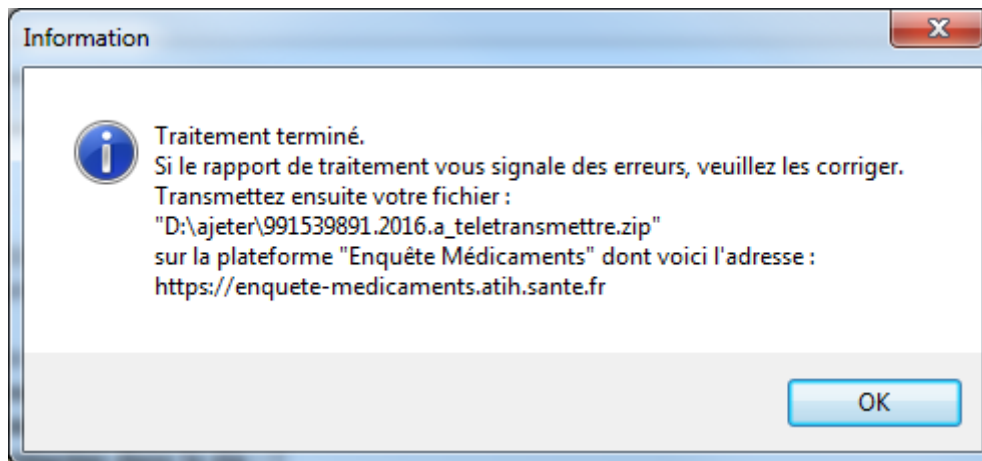 Information
Traitement terminé.
Si le rapport de traitement vous signale des erreurs, veuillez les corriger.
Transmettez ensuite votre fichier :
"D:\ajeter\991539891.2016.a_teletransmettre.zip"
sur la plateforme "Enquête Médicaments" dont voici l'adresse :
https://enquete-medicaments.atih.sante.fr
OK